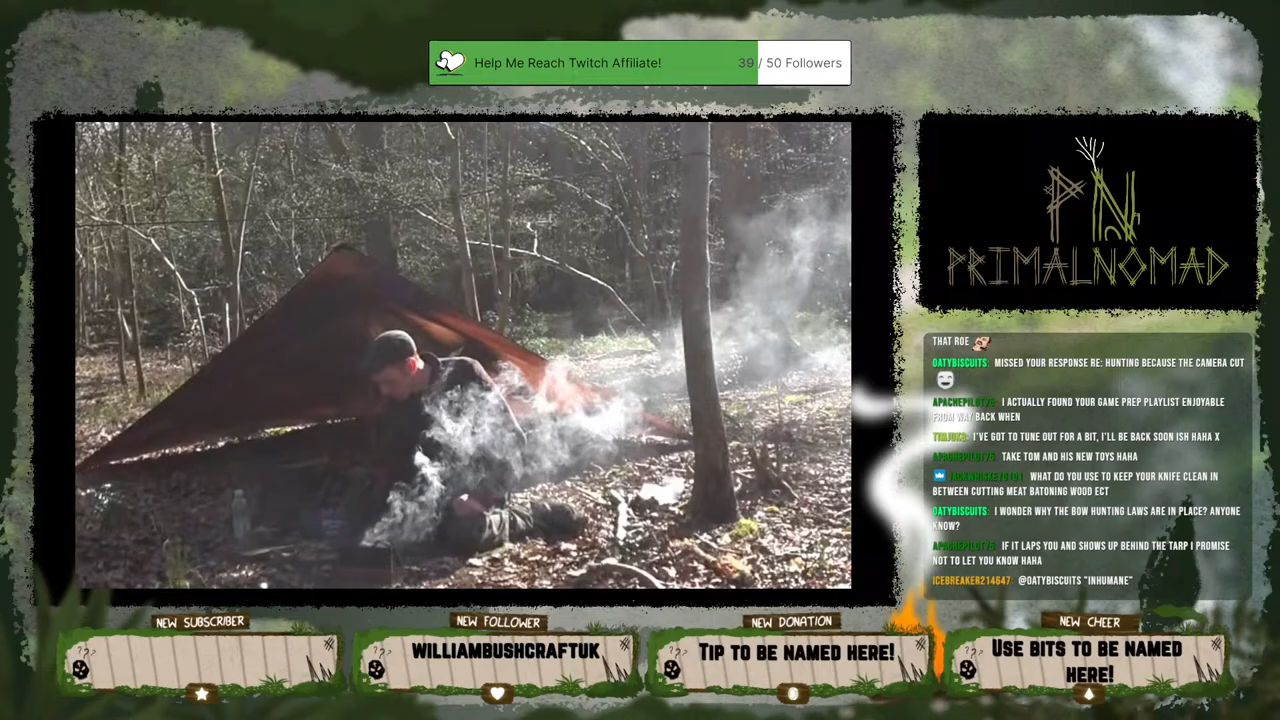 Help Me Reach Twitch Affiliate! 39 / 50 Followers
PN
PRIMALNOMAD
THAT ROE
OATYBISCUITS: MISSED YOUR RESPONSE RE: HUNTING BECAUSE THE CAMERA CUT
APACHEPILOT76: I ACTUALLY FOUND YOUR GAME PREP PLAYLIST ENJOYABLE
FROM WAY BACK WHEN
I'VE GOT TO TUNE OUT FOR A BIT, I'LL BE BACK SOON ISH HAHA X
APACHEPILOT76: TAKE TOM AND HIS NEW TOYS HAHA
WHAT DO YOU USE TO KEEP YOUR KNIFE CLEAN IN
BETWEEN CUTTING MEAT BATONING WOOD ECT
OATYBISCUITS: I WONDER WHY THE BOW HUNTING LAWS ARE IN PLACE? ANYONE
KNOW?
APACHEPILOT76: IF IT LAPS YOU AND SHOWS UP BEHIND THE TARP I PROMISE
NOT TO LET YOU KNOW HAHA
ICEBREAKER214647: @OATYBISCUITS "INHUMANE"
NEW SUBSCRIBER
NEW FOLLOWER
WILLIAMBUSHCRAFTUK
NEW DONATION
TIP TO BE NAMED HERE!
NEW CHEER
USE BITS TO BE NAMED
HERE!